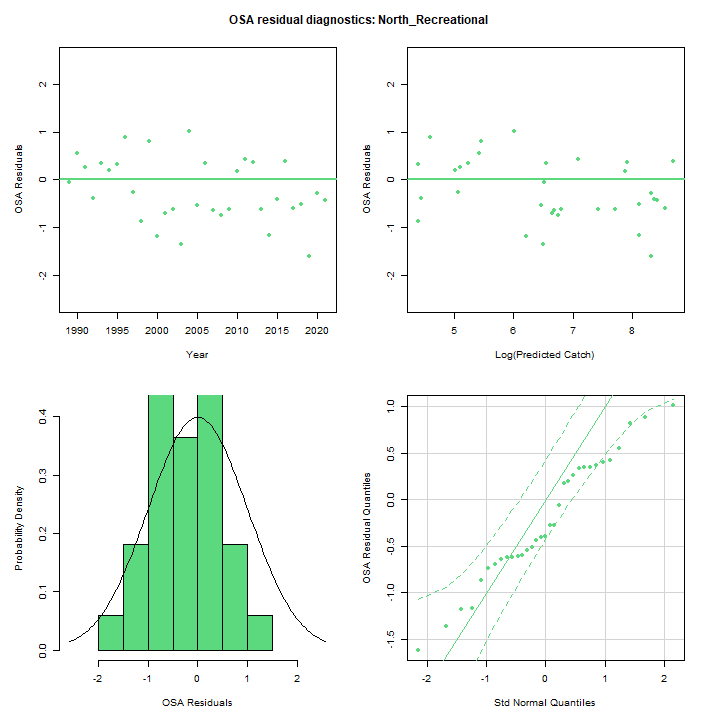 OSA residual diagnostics: North_Recreational
OSA Residuals
2
1
0
-1
-2
1990 1995 2000 2005 2010 2015 2020
Year
OSA Residuals
2
1
0
-1
-2
5 6 7 8
Log(Predicted Catch)
Probability Density
0.4
0.3
0.2
0.1
0.0
-2 -1 0 1 2
OSA Residuals
OSA Residual Quantiles
1.0
0.5
0.0
-0.5
-1.0
-1.5
-2 -1 0 1 2
Std Normal Quantiles